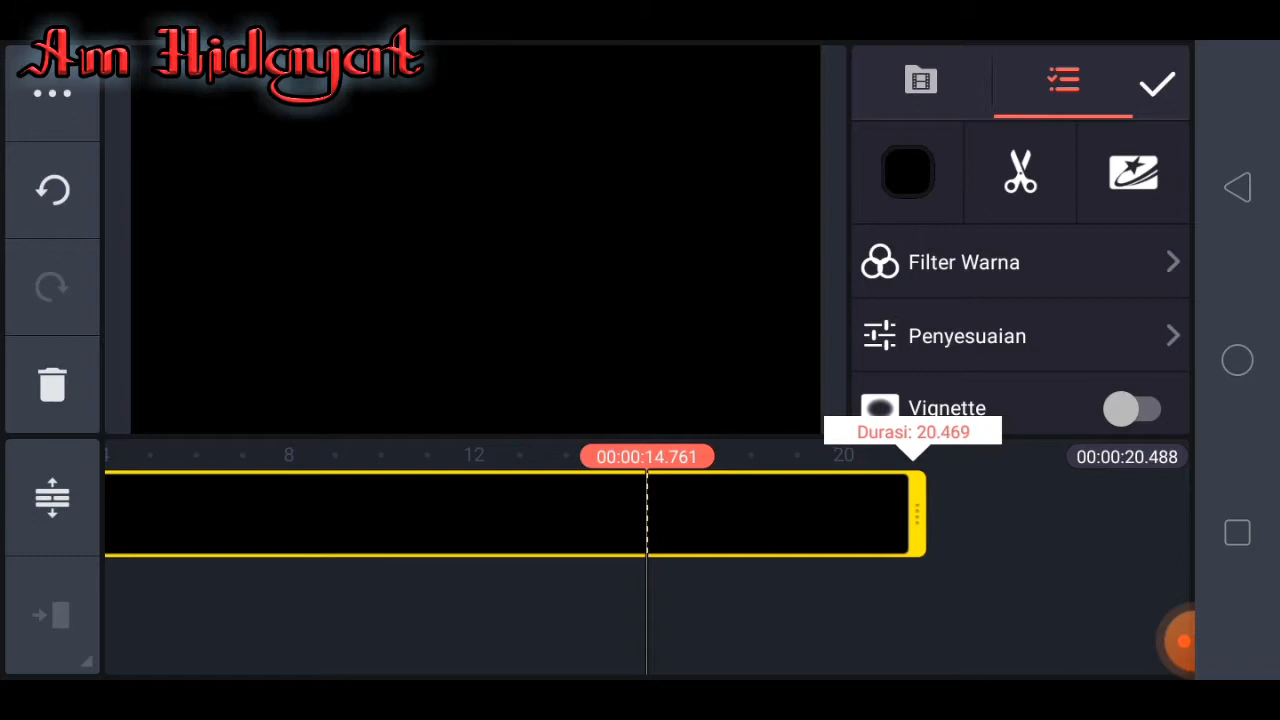 Am Hidayat
Filter Warna
Penyesuaian
Vignette
Durasi: 20.469
4 8 12 00:00:14.761 20 00:00:20.488